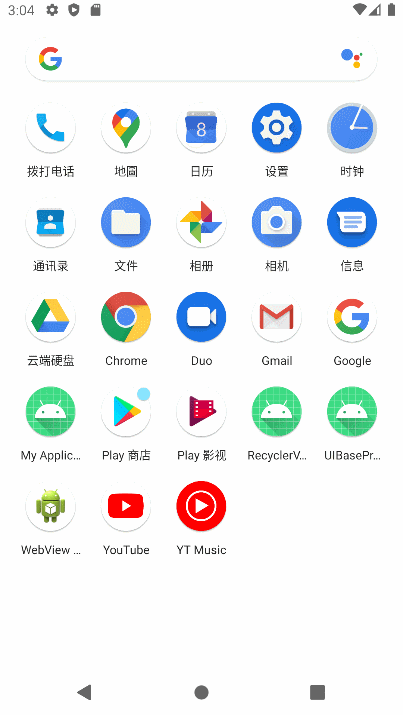 3:04
拨打电话 地圖 日历 设置 时钟
通讯录 文件 相册 相机 信息
云端硬盘 Chrome Duo Gmail Google
My Applic... Play 商店 Play 影视 RecyclerV... UIBasePr...
WebView ... YouTube YT Music